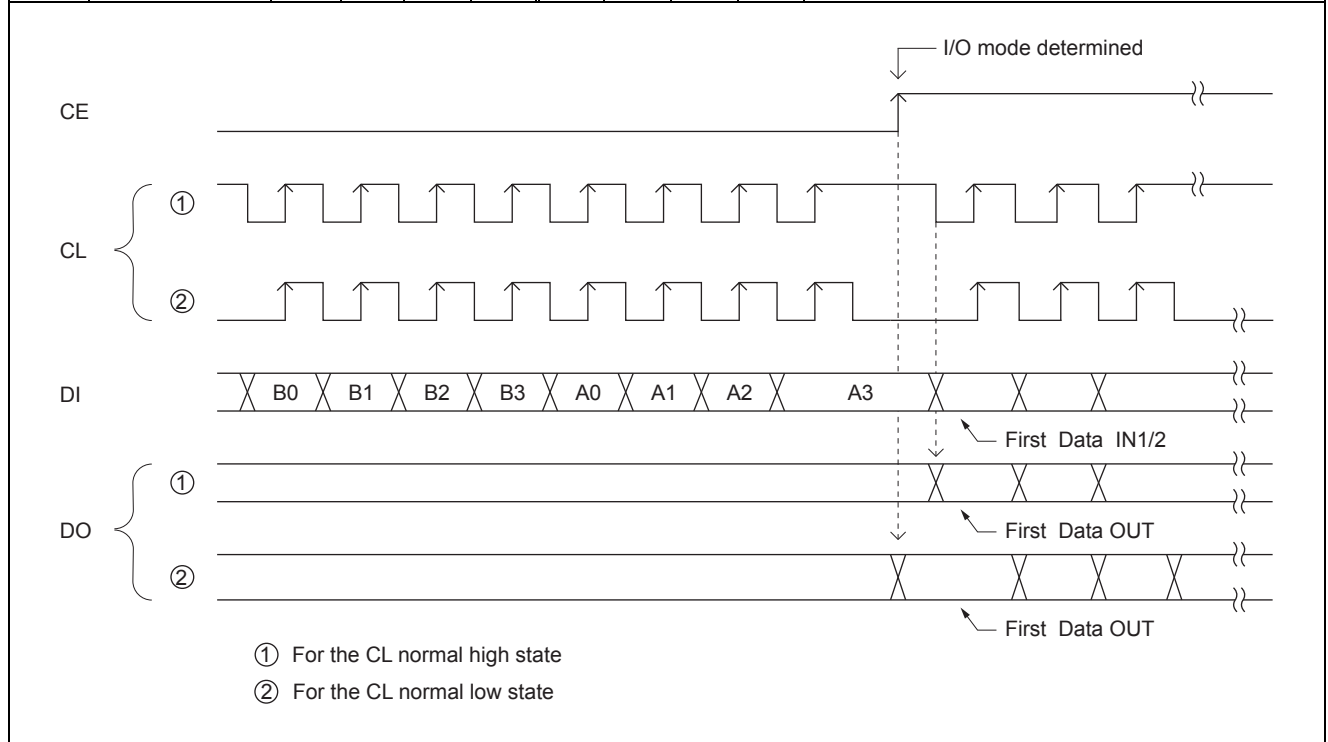 I/O mode determined
CE
CL
①
②
DI
B0 B1 B2 B3 A0 A1 A2 A3
First Data IN1/2
DO
①
First Data OUT
②
First Data OUT
① For the CL normal high state
② For the CL normal low state